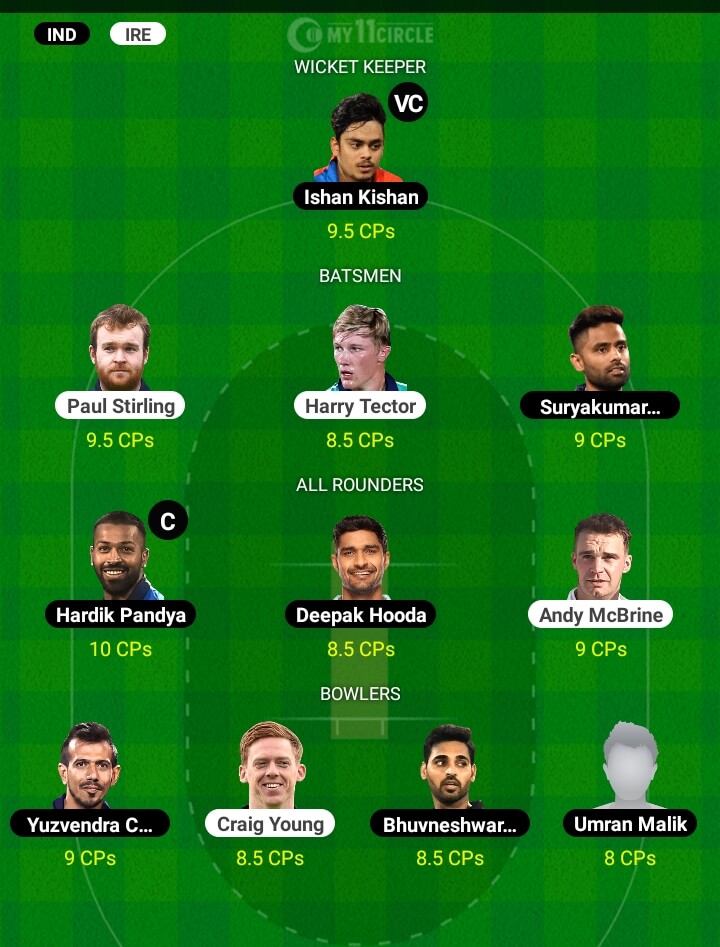 IND IRE MY11CIRCLE
WICKET KEEPER
VC
Ishan Kishan
9.5 CPs
BATSMEN
Paul Stirling Harry Tector Suryakumar...
9.5 CPs 8.5 CPs 9 CPs
ALL ROUNDERS
C
Hardik Pandya Deepak Hooda Andy McBrine
10 CPs 8.5 CPs 9 CPs
BOWLERS
Yuzvendra C... Craig Young Bhuvneshwar... Umran Malik
9 CPs 8.5 CPs 8.5 CPs 8 CPs